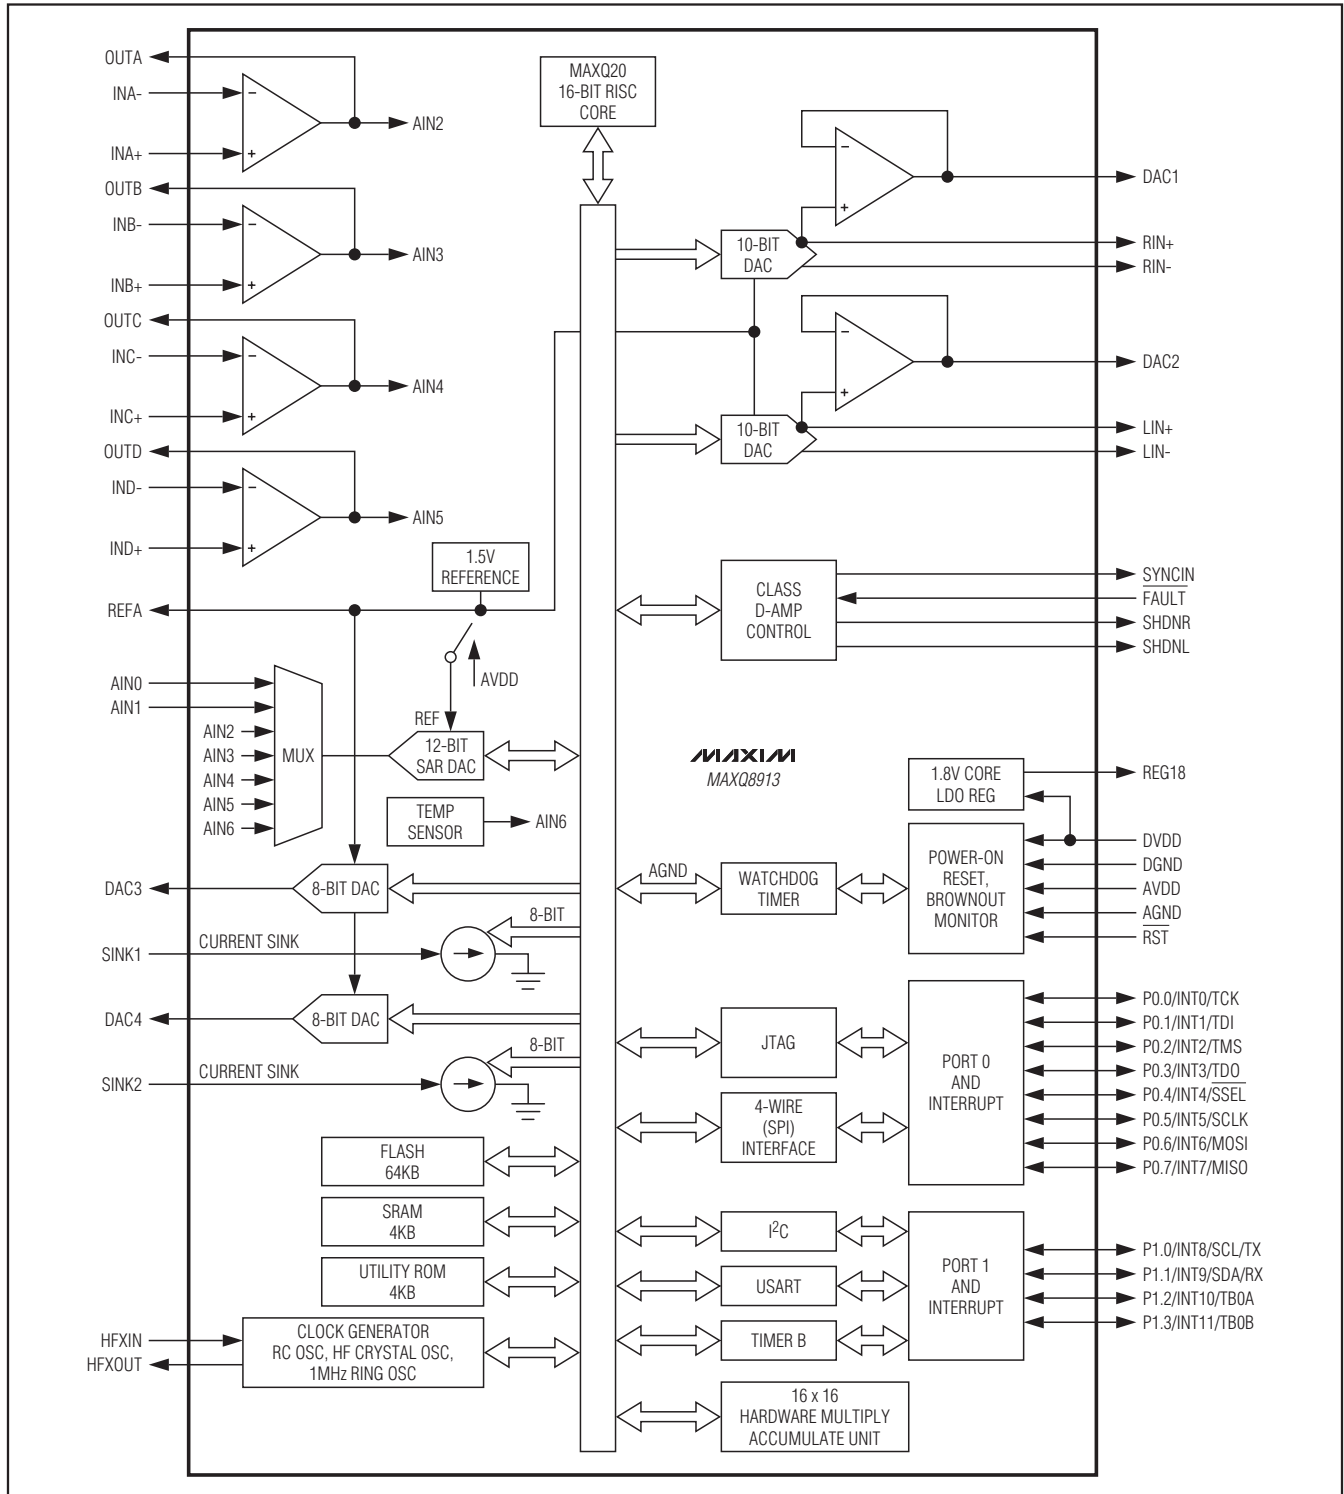 OUTA
INA-
INA+
AIN2
OUTB
INB-
INB+
AIN3
OUTC
INC-
INC+
AIN4
OUTD
IND-
IND+
AIN5
MAXQ20
16-BIT RISC
CORE
10-BIT
DAC
DAC1
RIN+
RIN-
10-BIT
DAC
DAC2
LIN+
LIN-
1.5V
REFERENCE
REFA
AVDD
REF
AIN0
AIN1
AIN2
AIN3
AIN4
AIN5
AIN6
MUX
12-BIT
SAR DAC
TEMP
SENSOR
AIN6
CLASS
D-AMP
CONTROL
SYNCIN
FAULT
SHDNR
SHDNL
MAXIM
MAXQ8913
1.8V CORE
LDO REG
REG18
DAC3
8-BIT DAC
AGND
WATCHDOG
TIMER
POWER-ON
RESET,
BROWNOUT
MONITOR
DVDD
DGND
AVDD
AGND
RST
SINK1
CURRENT SINK
8-BIT
DAC4
8-BIT DAC
SINK2
CURRENT SINK
8-BIT
JTAG
4-WIRE
(SPI)
INTERFACE
PORT 0
AND
INTERRUPT
P0.0/INT0/TCK
P0.1/INT1/TDI
P0.2/INT2/TMS
P0.3/INT3/TDO
P0.4/INT4/SSEL
P0.5/INT5/SCLK
P0.6/INT6/MOSI
P0.7/INT7/MISO
FLASH
64KB
SRAM
4KB
UTILITY ROM
4KB
HFXIN
HFXOUT
CLOCK GENERATOR
RC OSC, HF CRYSTAL OSC,
1MHz RING OSC
I²C
USART
TIMER B
PORT 1
AND
INTERRUPT
P1.0/INT8/SCL/TX
P1.1/INT9/SDA/RX
P1.2/INT10/TB0A
P1.3/INT11/TB0B
16 x 16
HARDWARE MULTIPLY
ACCUMULATE UNIT